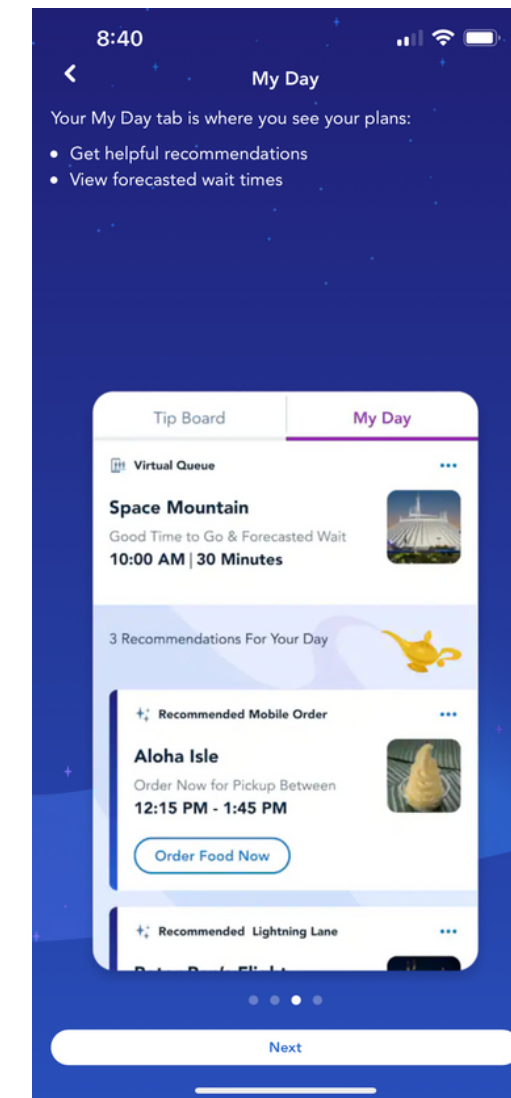 8:40
My Day
Your My Day tab is where you see your plans:
• Get helpful recommendations
• View forecasted wait times
Tip Board
My Day
Virtual Queue
Space Mountain
Good Time to Go & Forecasted Wait
10:00 AM | 30 Minutes
3 Recommendations For Your Day
Recommended Mobile Order
Aloha Isle
Order Now for Pickup Between
12:15 PM - 1:45 PM
Order Food Now
Recommended Lightning Lane
Next